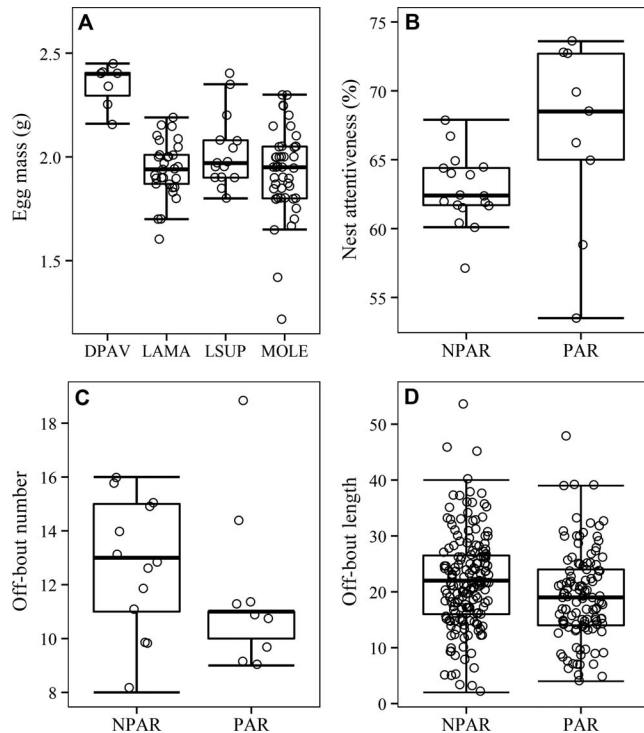 A
Egg mass (g)
2.5
2.0
1.5
DPAV LAMA LSUP MOLE
B
Nest attentiveness (%)
75
70
65
60
55
NPAR PAR
C
Off-bout number
18
16
14
12
10
8
NPAR PAR
D
Off-bout length
60
50
40
30
20
10
0
NPAR PAR